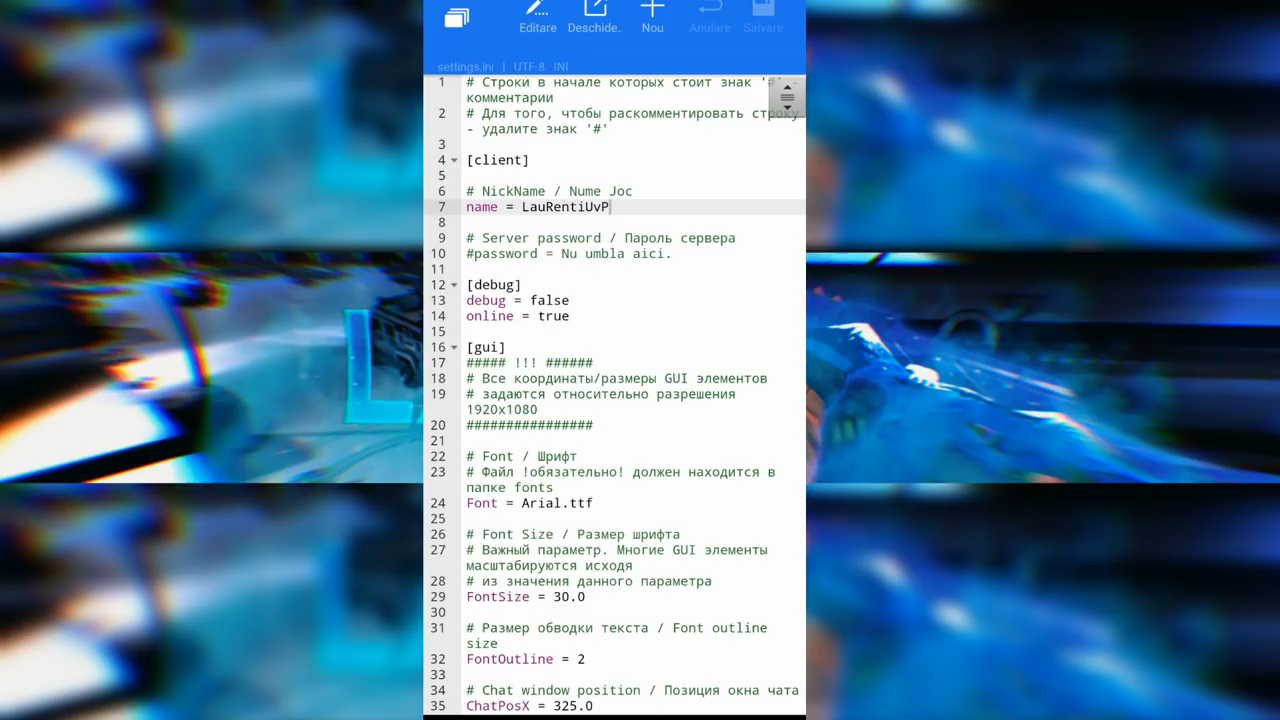 Editare Deschide.. Nou Anulare Salvare
settings.ini | UTF-8 INI
1 # Строки в начале которых стоит знак '#' -
комментарии
2 # Для того, чтобы раскомментировать строку
- удалите знак '#'
3
4 [client]
5
6 # NickName / Nume Joc
7 name = LauRentiUvP
8
9 # Server password / Пароль сервера
10 #password = Nu umbla aici.
11
12 [debug]
13 debug = false
14 online = true
15
16 [gui]
17 ##### !!! ######
18 # Все координаты/размеры GUI элементов
19 # задаются относительно разрешения
1920x1080
20 ################
21
22 # Font / Шрифт
23 # Файл !обязательно! должен находится в
папке fonts
24 Font = Arial.ttf
25
26 # Font Size / Размер шрифта
27 # Важный параметр. Многие GUI элементы
масштабируются исходя
28 # из значения данного параметра
29 FontSize = 30.0
30
31 # Размер обводки текста / Font outline
size
32 FontOutline = 2
33
34 # Chat window position / Позиция окна чата
35 ChatPosX = 325.0